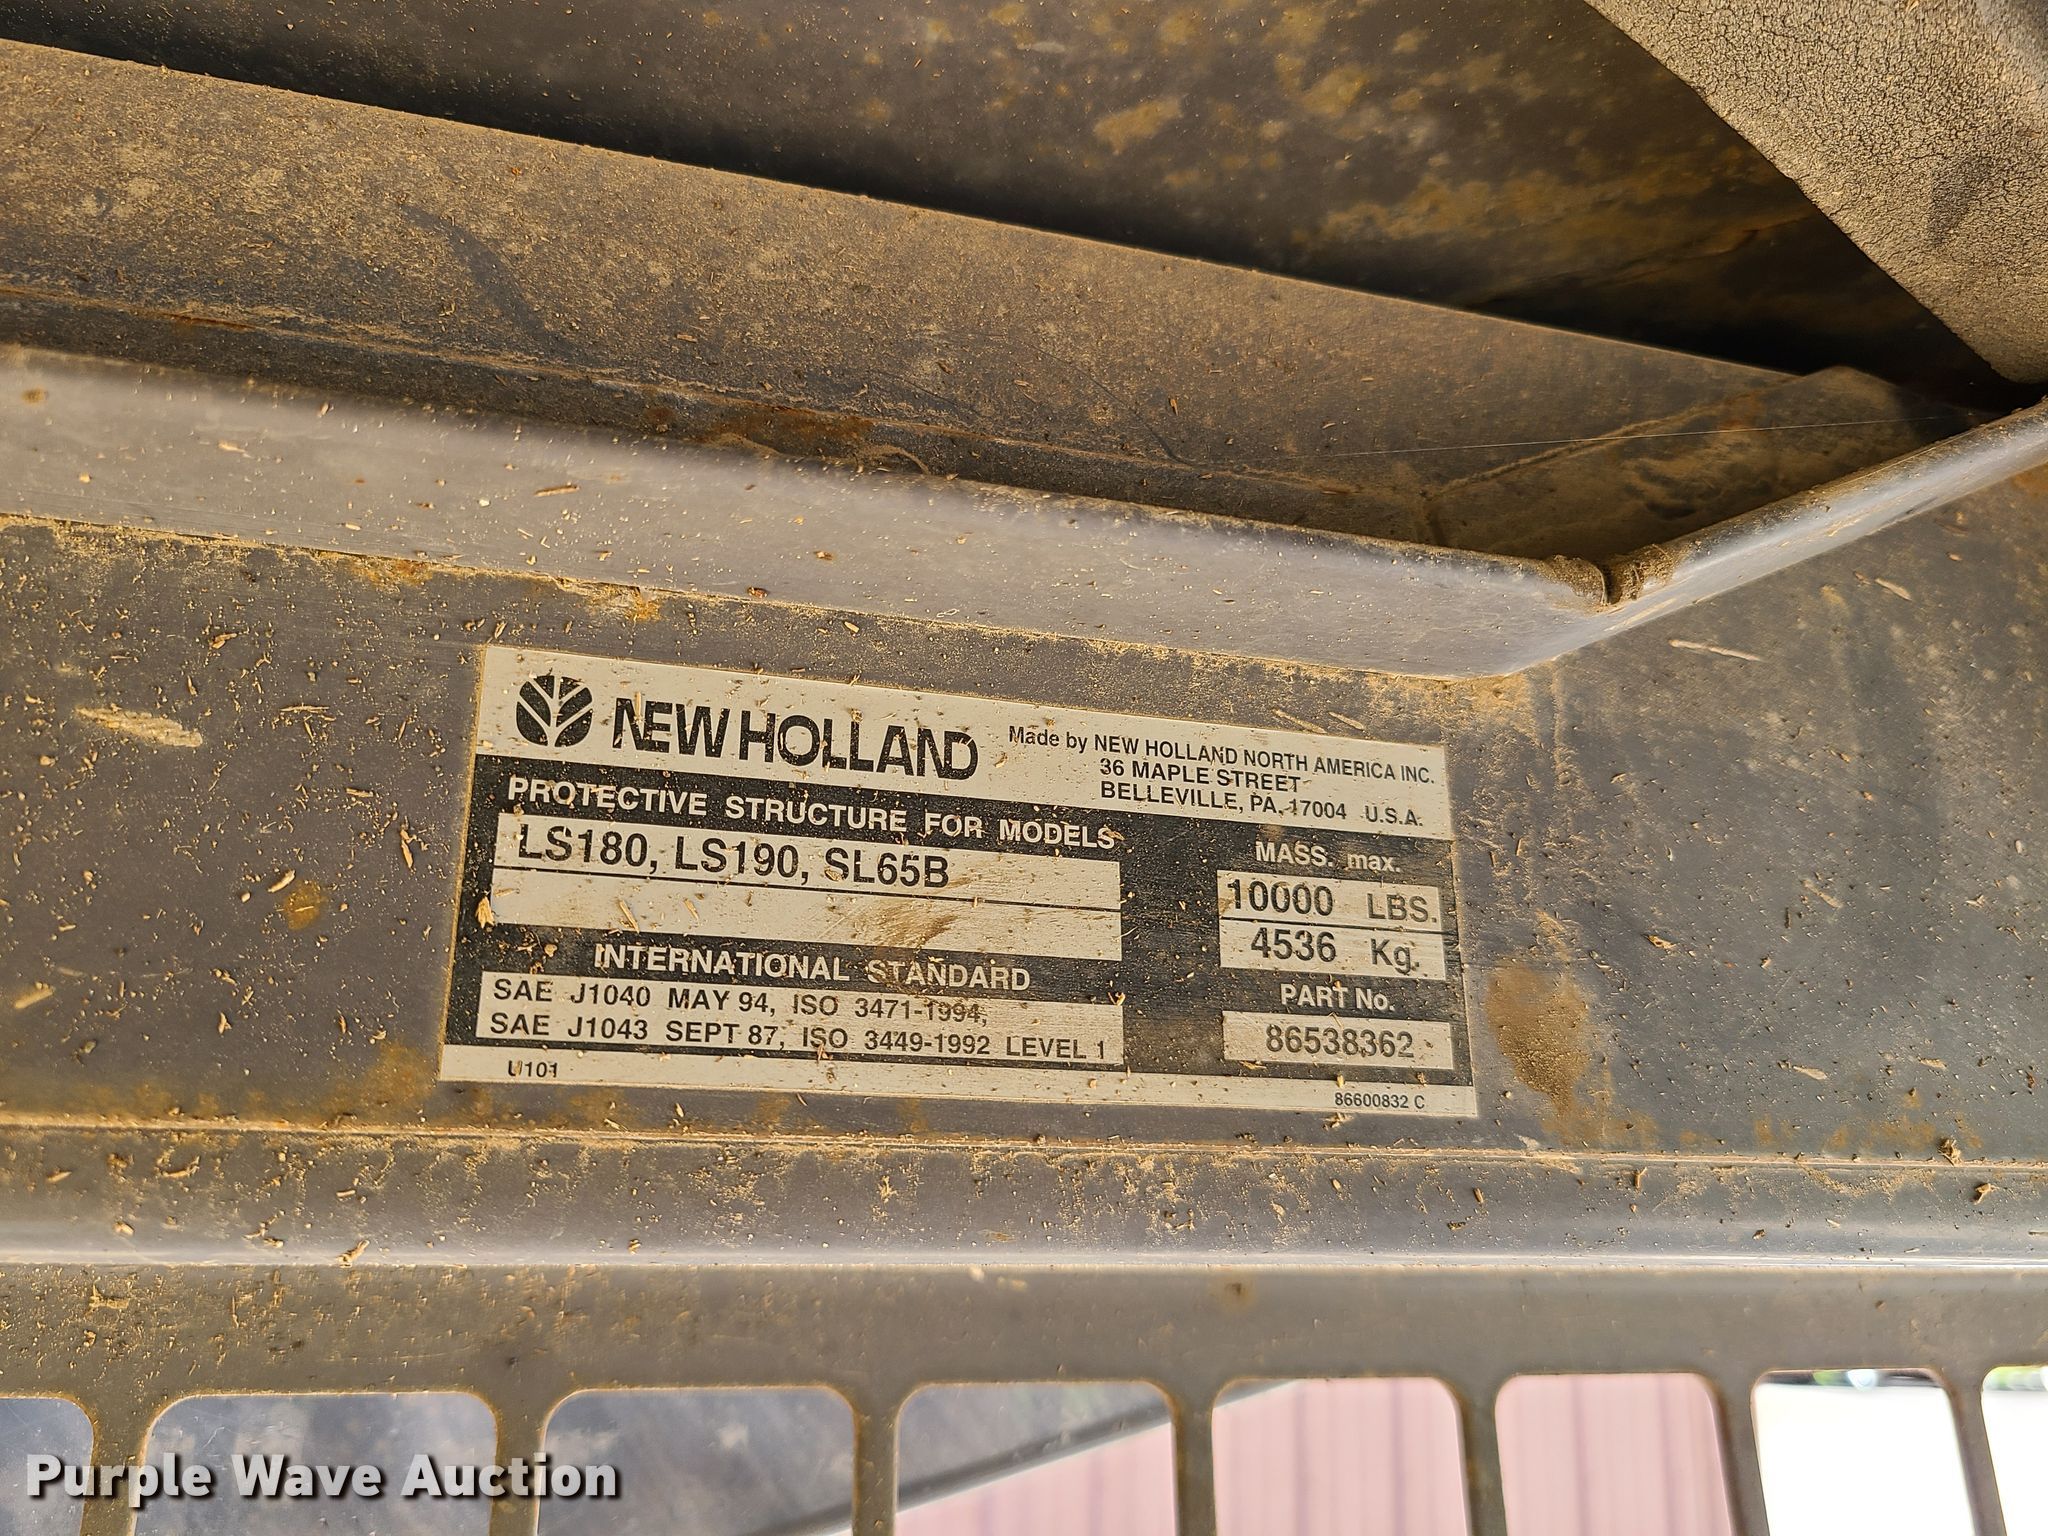 NEW HOLLAND
Made by NEW HOLLAND NORTH AMERICA INC.
36 MAPLE STREET
BELLEVILLE, PA. 17004 U.S.A.
PROTECTIVE STRUCTURE FOR MODELS
LS180, LS190, SL65B
MASS. max.
10000 LBS.
4536 Kg.
INTERNATIONAL STANDARD
SAE J1040 MAY 94, ISO 3471-1994,
SAE J1043 SEPT 87, ISO 3449-1992 LEVEL 1
PART No.
86538362
U101
86600832 C
Purple Wave Auction